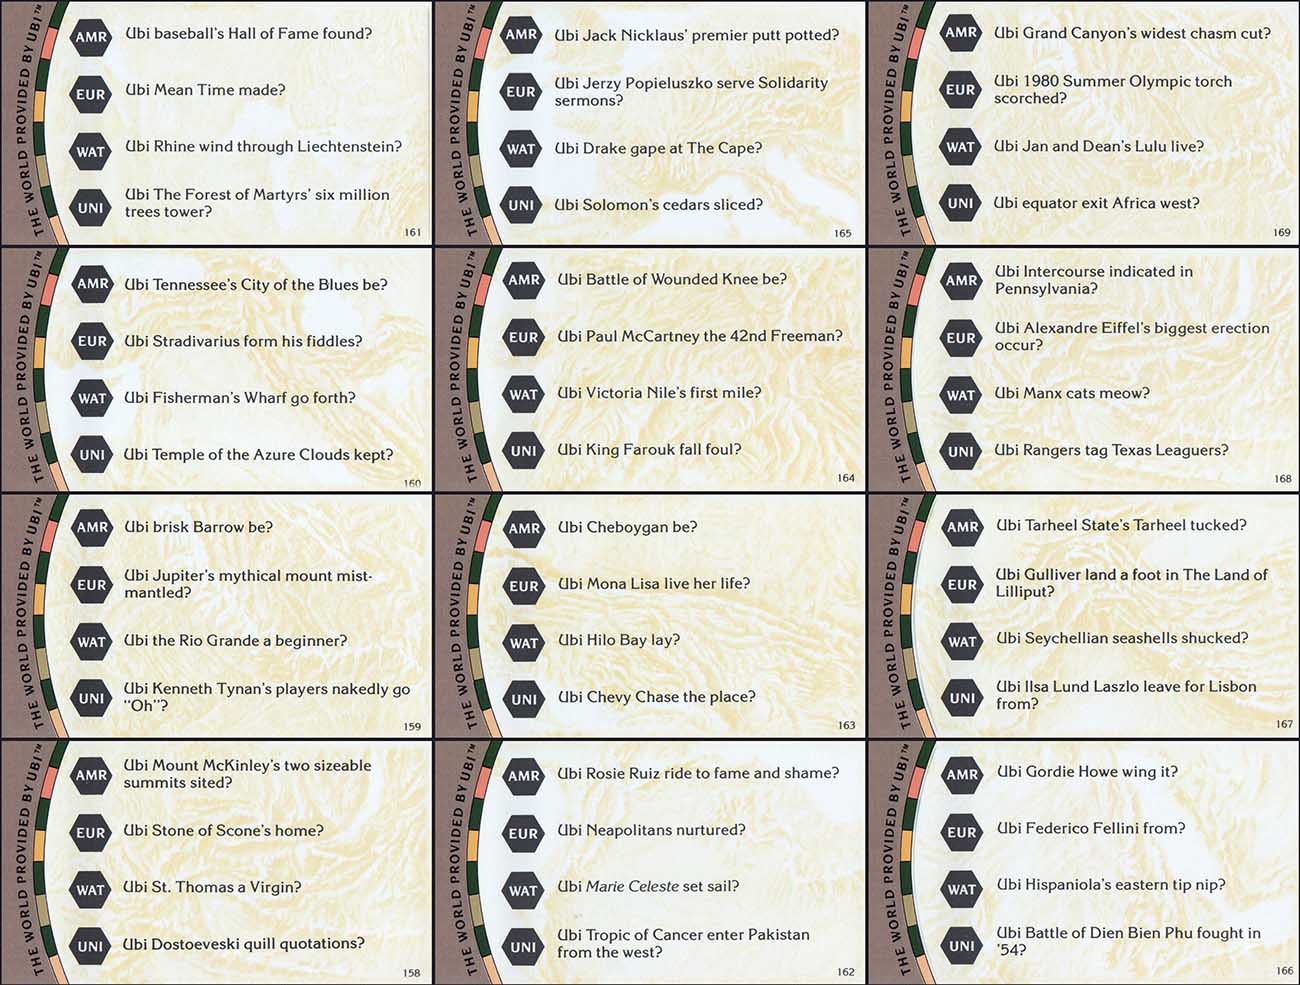 THE WORLD PROVIDED BY UBI™
AMR Ubi baseball's Hall of Fame found?
EUR Ubi Mean Time made?
WAT Ubi Rhine wind through Liechtenstein?
UNI Ubi The Forest of Martyrs' six million
trees tower?
161
THE WORLD PROVIDED BY UBI™
AMR Ubi Jack Nicklaus' premier putt potted?
EUR Ubi Jerzy Popieluszko serve Solidarity
sermons?
WAT Ubi Drake gape at The Cape?
UNI Ubi Solomon's cedars sliced?
165
THE WORLD PROVIDED BY UBI™
AMR Ubi Grand Canyon's widest chasm cut?
EUR Ubi 1980 Summer Olympic torch
scorched?
WAT Ubi Jan and Dean's Lulu live?
UNI Ubi equator exit Africa west?
169
THE WORLD PROVIDED BY UBI™
AMR Ubi Tennessee's City of the Blues be?
EUR Ubi Stradivarius form his fiddles?
WAT Ubi Fisherman's Wharf go forth?
UNI Ubi Temple of the Azure Clouds kept?
160
THE WORLD PROVIDED BY UBI™
AMR Ubi Battle of Wounded Knee be?
EUR Ubi Paul McCartney the 42nd Freeman?
WAT Ubi Victoria Nile's first mile?
UNI Ubi King Farouk fall foul?
164
THE WORLD PROVIDED BY UBI™
AMR Ubi Intercourse indicated in
Pennsylvania?
EUR Ubi Alexandre Eiffel's biggest erection
occur?
WAT Ubi Manx cats meow?
UNI Ubi Rangers tag Texas Leaguers?
168
THE WORLD PROVIDED BY UBI™
AMR Ubi brisk Barrow be?
EUR Ubi Jupiter's mythical mount mist-
mantled?
WAT Ubi the Rio Grande a beginner?
UNI Ubi Kenneth Tynan's players nakedly go
"Oh"?
159
THE WORLD PROVIDED BY UBI™
AMR Ubi Cheboygan be?
EUR Ubi Mona Lisa live her life?
WAT Ubi Hilo Bay lay?
UNI Ubi Chevy Chase the place?
163
THE WORLD PROVIDED BY UBI™
AMR Ubi Tarheel State's Tarheel tucked?
EUR Ubi Gulliver land a foot in The Land of
Lilliput?
WAT Ubi Seychellian seashells shucked?
UNI Ubi Ilsa Lund Laszlo leave for Lisbon
from?
167
THE WORLD PROVIDED BY UBI™
AMR Ubi Mount McKinley's two sizeable
summits sited?
EUR Ubi Stone of Scone's home?
WAT Ubi St. Thomas a Virgin?
UNI Ubi Dostoeveski quill quotations?
158
THE WORLD PROVIDED BY UBI™
AMR Ubi Rosie Ruiz ride to fame and shame?
EUR Ubi Neapolitans nurtured?
WAT Ubi Marie Celeste set sail?
UNI Ubi Tropic of Cancer enter Pakistan
from the west?
162
THE WORLD PROVIDED BY UBI™
AMR Ubi Gordie Howe wing it?
EUR Ubi Federico Fellini from?
WAT Ubi Hispaniola's eastern tip nip?
UNI Ubi Battle of Dien Bien Phu fought in
'54?
166